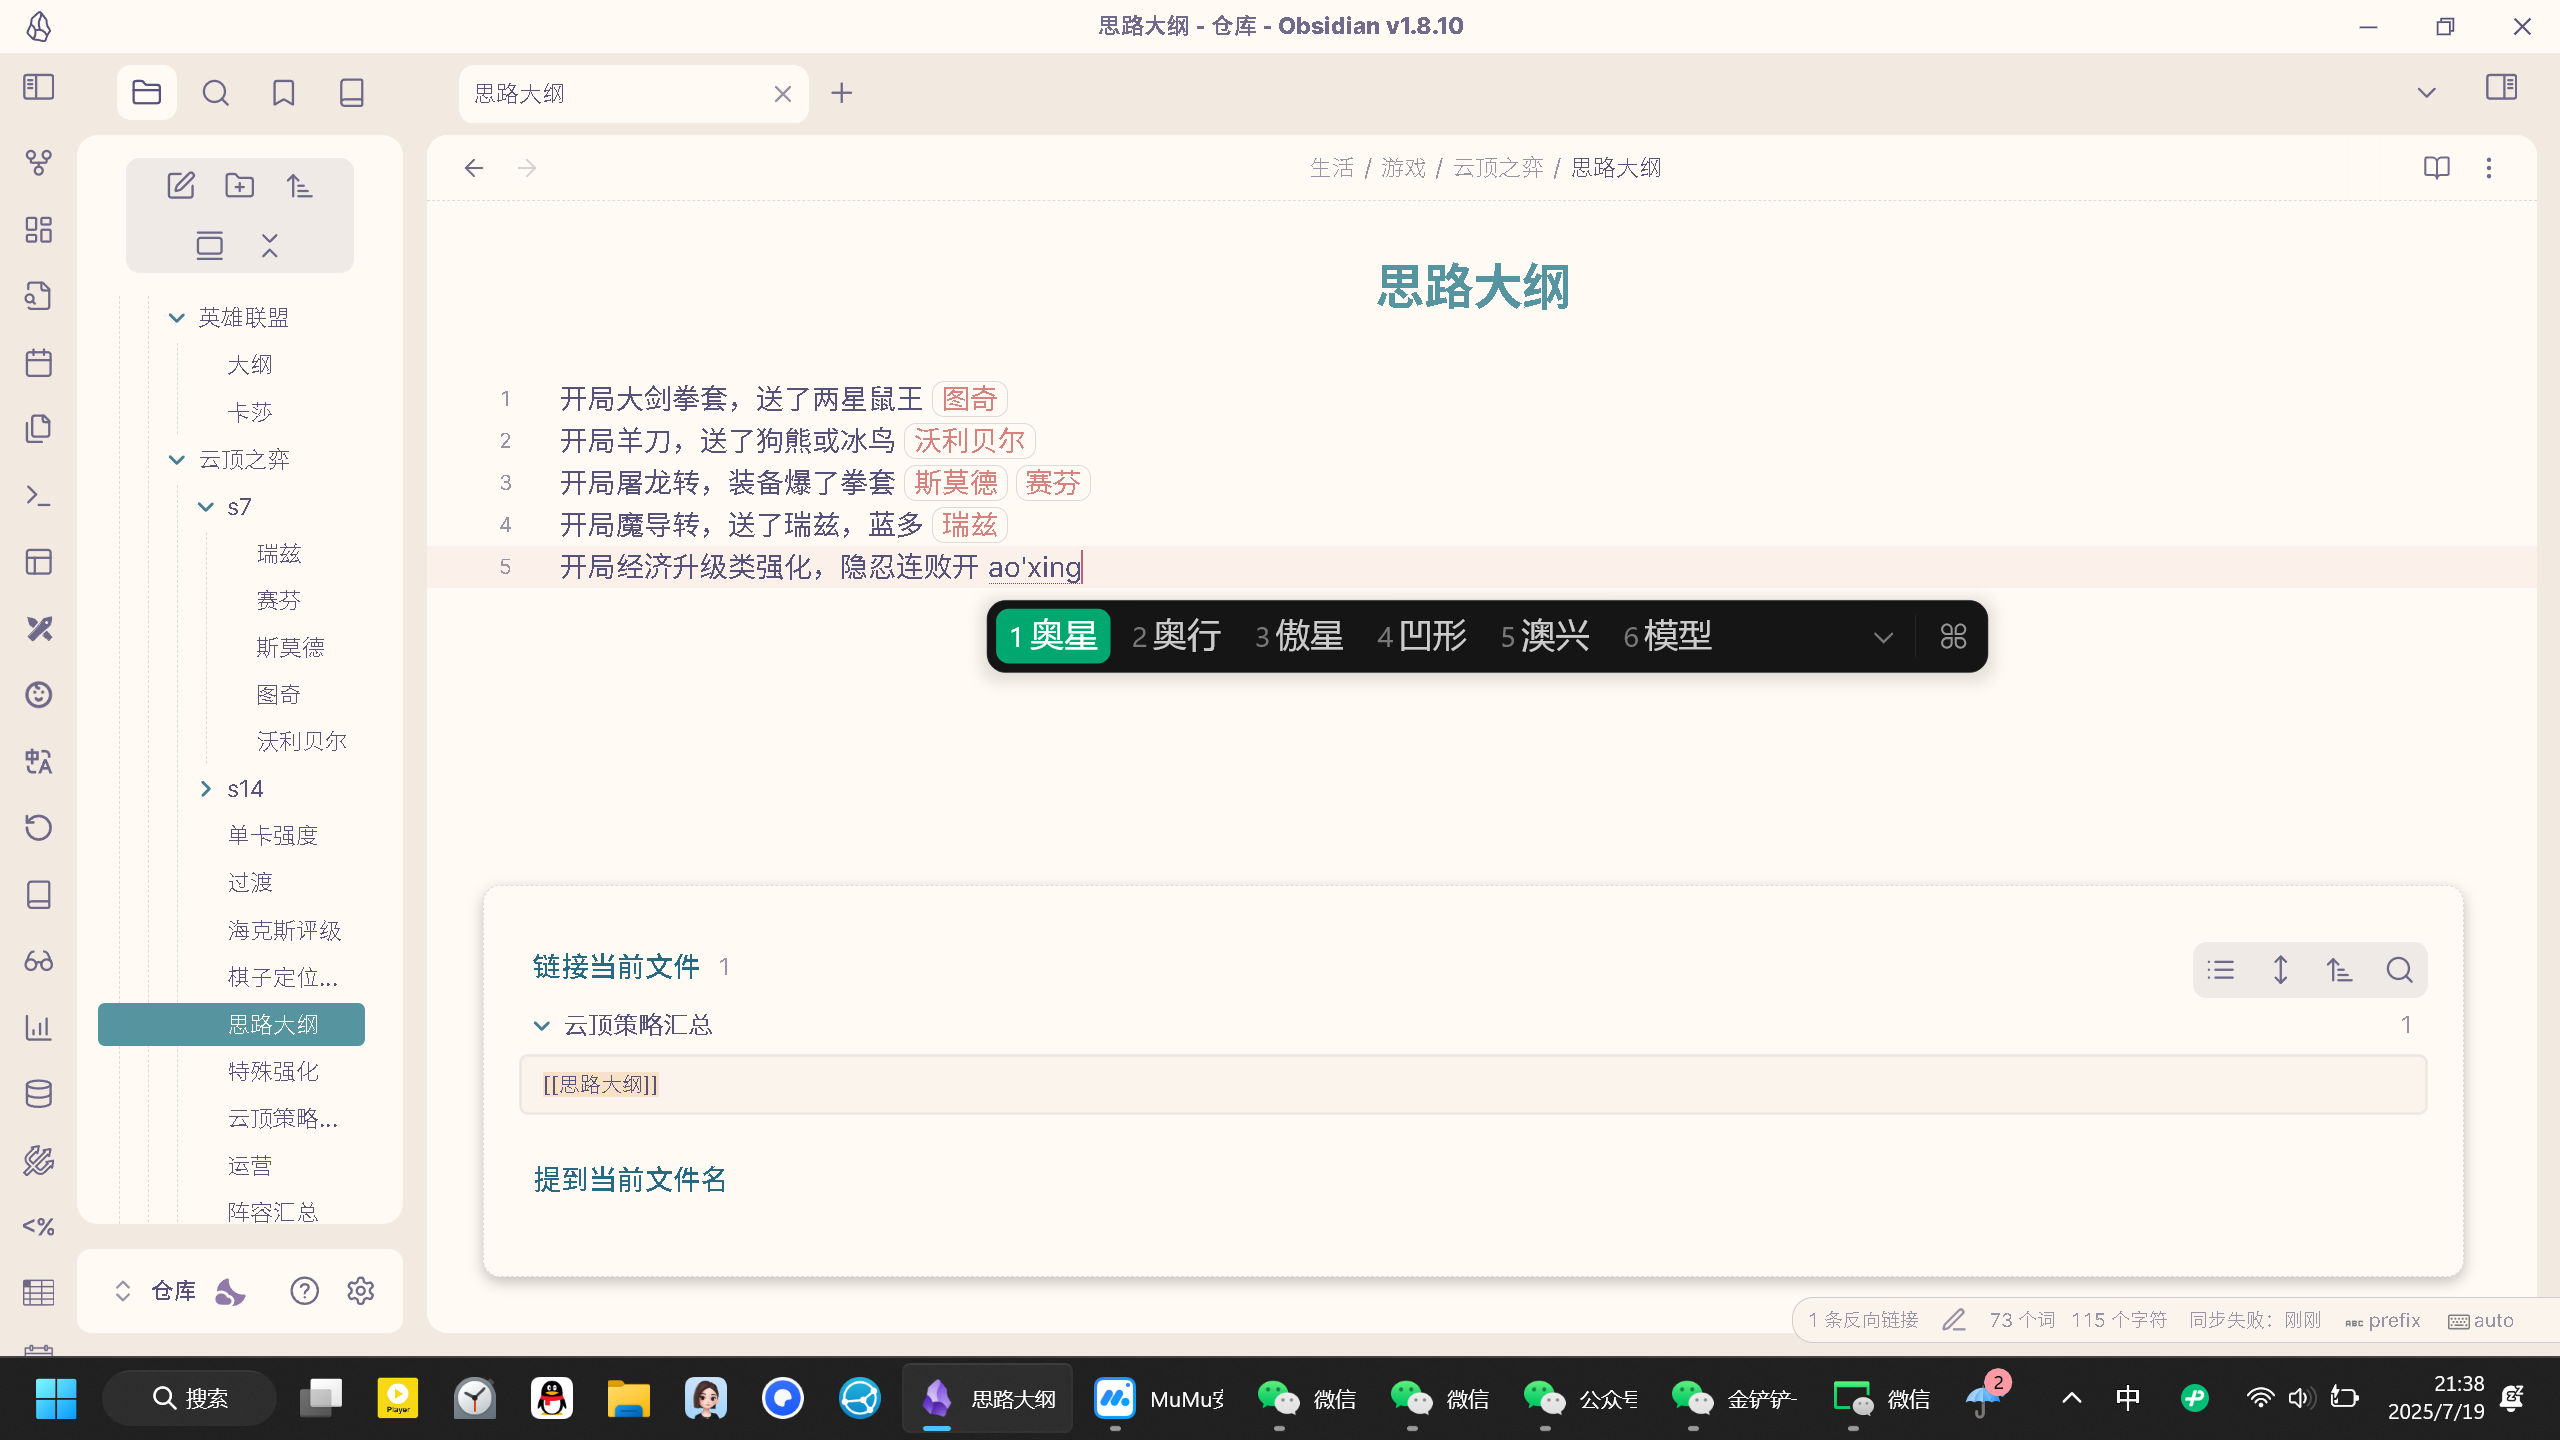 思路大纲 - 仓库 - Obsidian v1.8.10
思路大纲
生活 / 游戏 / 云顶之弈 / 思路大纲
英雄联盟
大纲
卡莎
云顶之弈
s7
瑞兹
赛芬
斯莫德
图奇
沃利贝尔
s14
单卡强度
过渡
海克斯评级
棋子定位...
思路大纲
特殊强化
云顶策略...
运营
阵容汇总
仓库
思路大纲
1 开局大剑拳套，送了两星鼠王 图奇
2 开局羊刀，送了狗熊或冰鸟 沃利贝尔
3 开局屠龙转，装备爆了拳套 斯莫德 赛芬
4 开局魔导转，送了瑞兹，蓝多 瑞兹
5 开局经济升级类强化，隐忍连败开 ao'xing
1 奥星 2 奥行 3 傲星 4 凹形 5 澳兴 6 模型
链接当前文件 1
云顶策略汇总 1
[[思路大纲]]
提到当前文件名
1 条反向链接 73 个词 115 个字符 同步失败：刚刚 ABC prefix auto
搜索 Player 思路大纲 MuMu安 微信 微信 公众号 金铲铲- 微信 2 中 21:38
2025/7/19